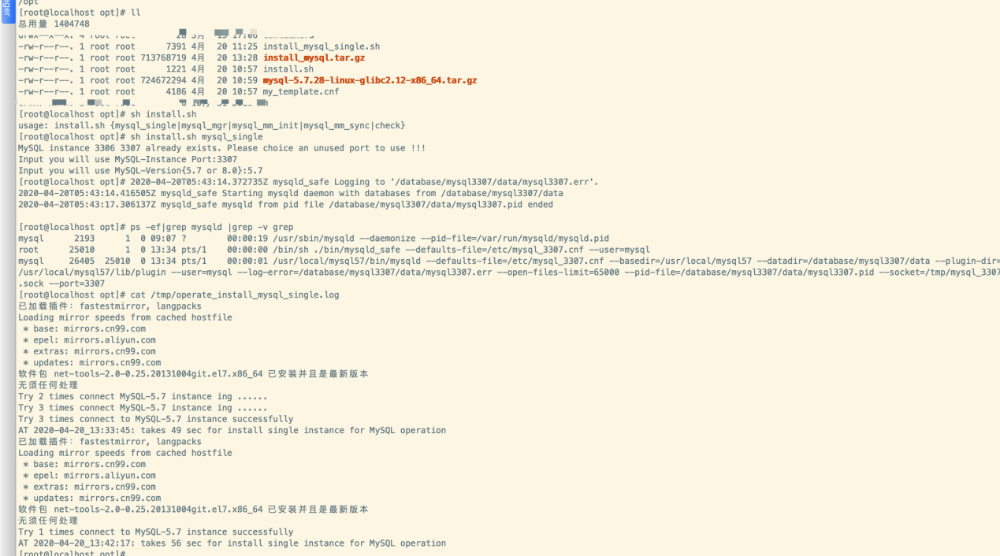 ager
/opt
[root@localhost opt]# ll
总用量 1404748
-rw-r--r--. 1 root root 7391 4月 20 11:25 install_mysql_single.sh
-rw-r--r--. 1 root root 713768719 4月 20 13:28 install_mysql.tar.gz
-rw-r--r--. 1 root root 1221 4月 20 10:57 install.sh
-rw-r--r--. 1 root root 724672294 4月 20 10:59 mysql-5.7.28-linux-glibc2.12-x86_64.tar.gz
-rw-r--r--. 1 root root 4186 4月 20 10:57 my_template.cnf
[root@localhost opt]# sh install.sh
usage: install.sh {mysql_single|mysql_mgr|mysql_mm_init|mysql_mm_sync|check}
[root@localhost opt]# sh install.sh mysql_single
MySQL instance 3306 3307 already exists. Please choice an unused port to use !!!
Input you will use MySQL-Instance Port:3307
Input you will use MySQL-Version{5.7 or 8.0}:5.7
[root@localhost opt]# 2020-04-20T05:43:14.372735Z mysqld_safe Logging to '/database/mysql3307/data/mysql3307.err'.
2020-04-20T05:43:14.416505Z mysqld_safe Starting mysqld daemon with databases from /database/mysql3307/data
2020-04-20T05:43:17.306137Z mysqld_safe mysqld from pid file /database/mysql3307/data/mysql3307.pid ended
[root@localhost opt]# ps -ef|grep mysqld |grep -v grep
mysql 2193 1 0 09:07 ? 00:00:19 /usr/sbin/mysqld --daemonize --pid-file=/var/run/mysqld/mysqld.pid
root 25010 1 0 13:34 pts/1 00:00:00 /bin/sh ./bin/mysqld_safe --defaults-file=/etc/mysql_3307.cnf --user=mysql
mysql 26405 25010 0 13:34 pts/1 00:00:01 /usr/local/mysql57/bin/mysqld --defaults-file=/etc/mysql_3307.cnf --basedir=/usr/local/mysql57 --datadir=/database/mysql3307/data --plugin-dir=
/usr/local/mysql57/lib/plugin --user=mysql --log-error=/database/mysql3307/data/mysql3307.err --open-files-limit=65000 --pid-file=/database/mysql3307/data/mysql3307.pid --socket=/tmp/mysql_3307
.sock --port=3307
[root@localhost opt]# cat /tmp/operate_install_mysql_single.log
已加载插件：fastestmirror, langpacks
Loading mirror speeds from cached hostfile
* base: mirrors.cn99.com
* epel: mirrors.aliyun.com
* extras: mirrors.cn99.com
* updates: mirrors.cn99.com
软件包 net-tools-2.0-0.25.20131004git.el7.x86_64 已安装并且是最新版本
无须任何处理
Try 2 times connect MySQL-5.7 instance ing ......
Try 3 times connect MySQL-5.7 instance ing ......
Try 3 times connect to MySQL-5.7 instance successfully
AT 2020-04-20_13:33:45: takes 49 sec for install single instance for MySQL operation
已加载插件：fastestmirror, langpacks
Loading mirror speeds from cached hostfile
* base: mirrors.cn99.com
* epel: mirrors.aliyun.com
* extras: mirrors.cn99.com
* updates: mirrors.cn99.com
软件包 net-tools-2.0-0.25.20131004git.el7.x86_64 已安装并且是最新版本
无须任何处理
Try 1 times connect to MySQL-5.7 instance successfully
AT 2020-04-20_13:42:17: takes 56 sec for install single instance for MySQL operation
[root@localhost opt]#